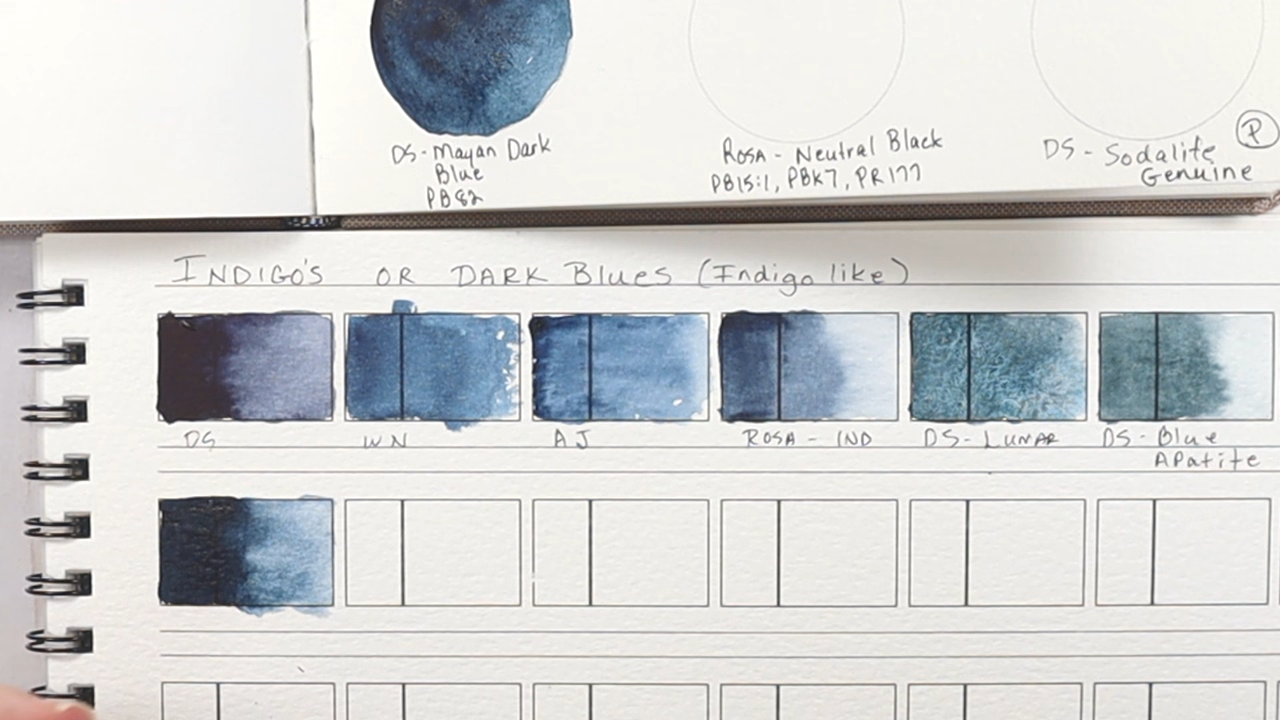 DS - Mayan Dark
Blue
PB82
ROSA - Neutral Black
PB15:1, PBK7, PR177
DS - Sodalite
Genuine
P
INDIGO'S OR DARK Blues (Indigo like)
DS
WN
AJ
ROSA - IND
DS - LUNAR
DS - Blue
APatite